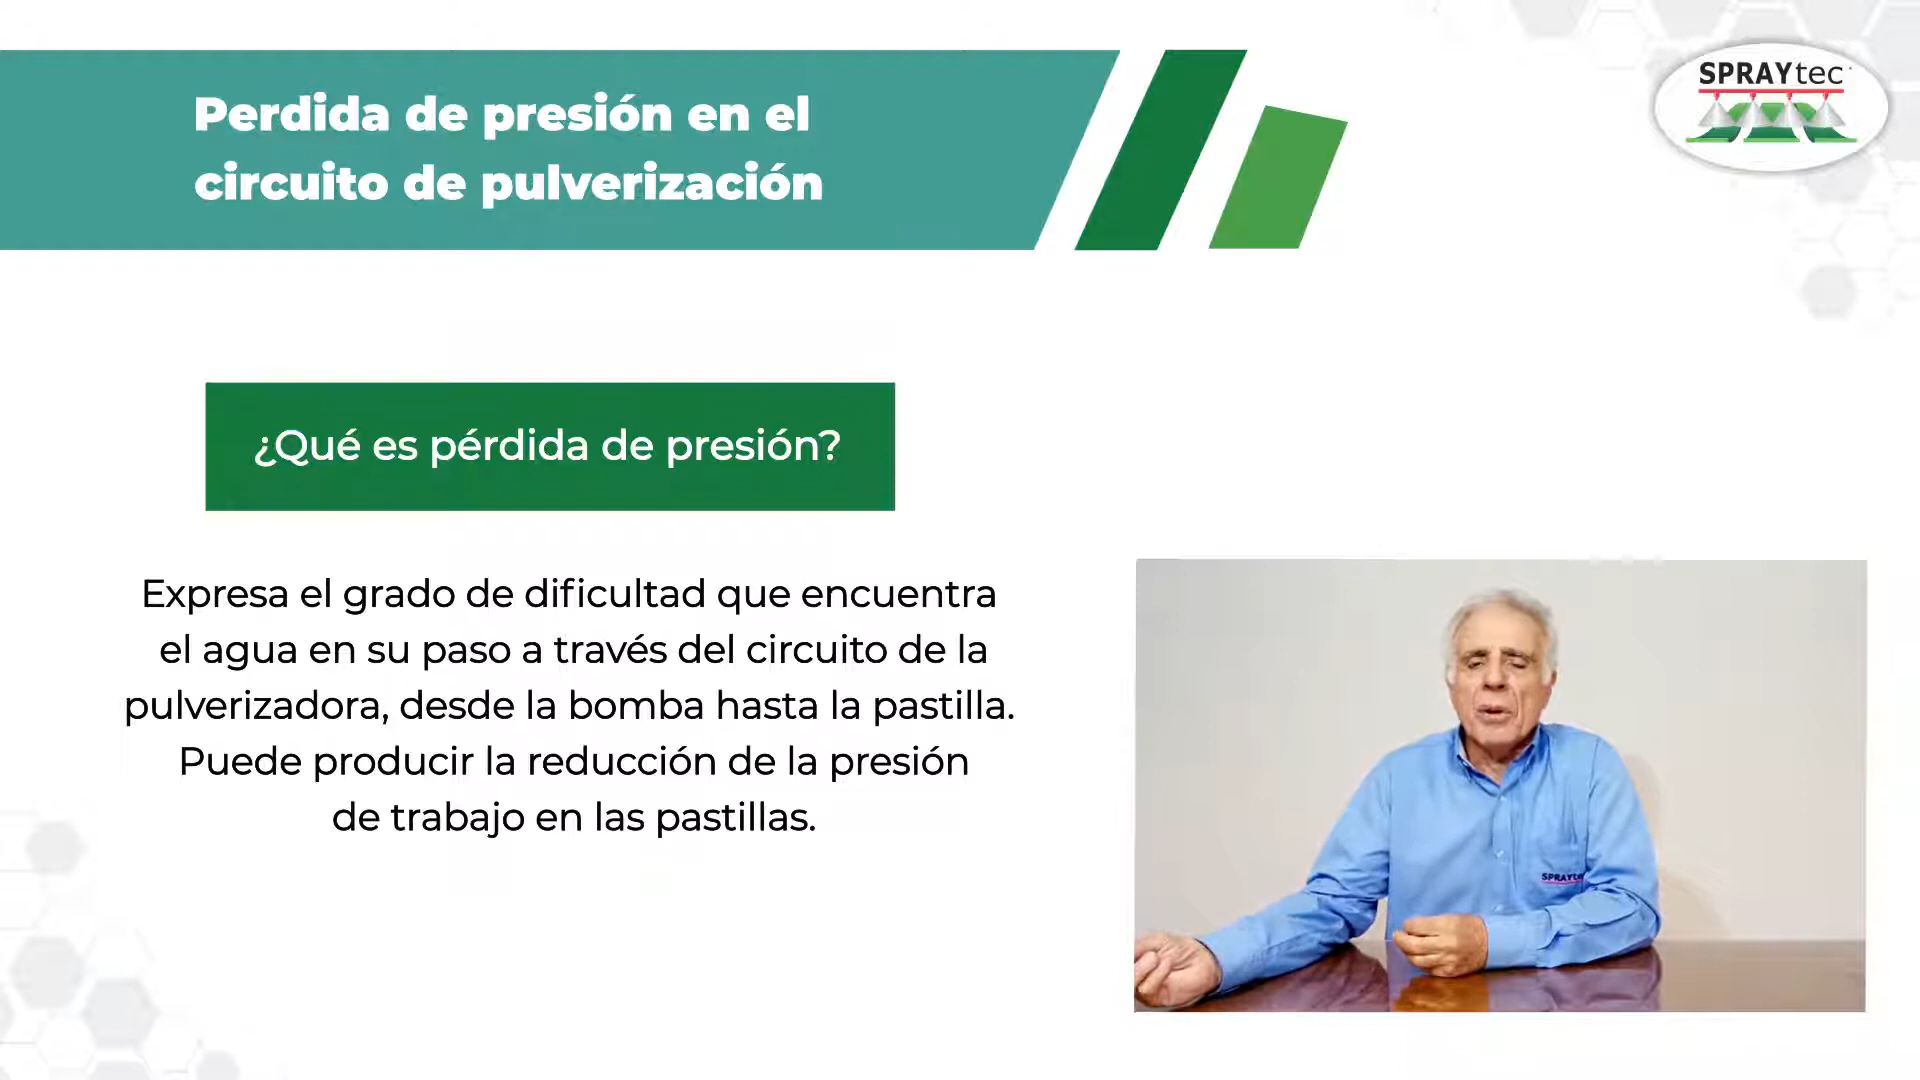 Perdida de presión en el
circuito de pulverización
SPRAYtec
¿Qué es pérdida de presión?
Expresa el grado de dificultad que encuentra
el agua en su paso a través del circuito de la
pulverizadora, desde la bomba hasta la pastilla.
Puede producir la reducción de la presión
de trabajo en las pastillas.
SPRAYtec